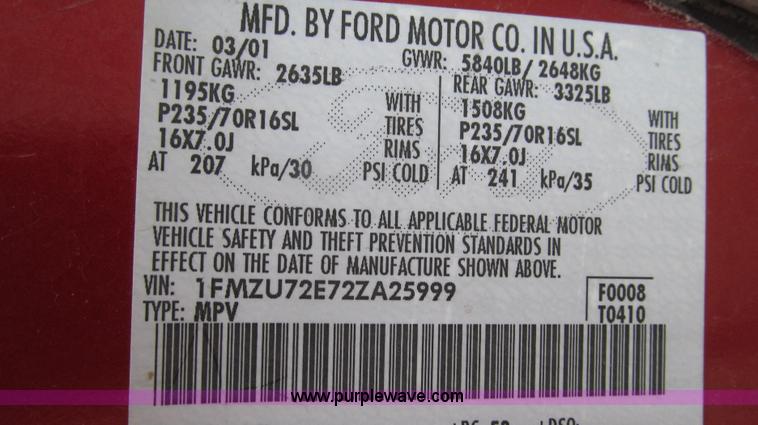 MFD. BY FORD MOTOR CO. IN U.S.A.
DATE: 03/01 GVWR: 5840LB/ 2648KG
FRONT GAWR: 2635LB REAR GAWR: 3325LB
1195KG WITH 1508KG WITH
P235/70R16SL TIRES P235/70R16SL TIRES
16X7.0J RIMS 16X7.0J RIMS
AT 207 kPa/30 PSI COLD AT 241 kPa/35 PSI COLD
THIS VEHICLE CONFORMS TO ALL APPLICABLE FEDERAL MOTOR
VEHICLE SAFETY AND THEFT PREVENTION STANDARDS IN
EFFECT ON THE DATE OF MANUFACTURE SHOWN ABOVE.
VIN: 1FMZU72E72ZA25999 F0008
TYPE: MPV T0410
www.purplewave.com